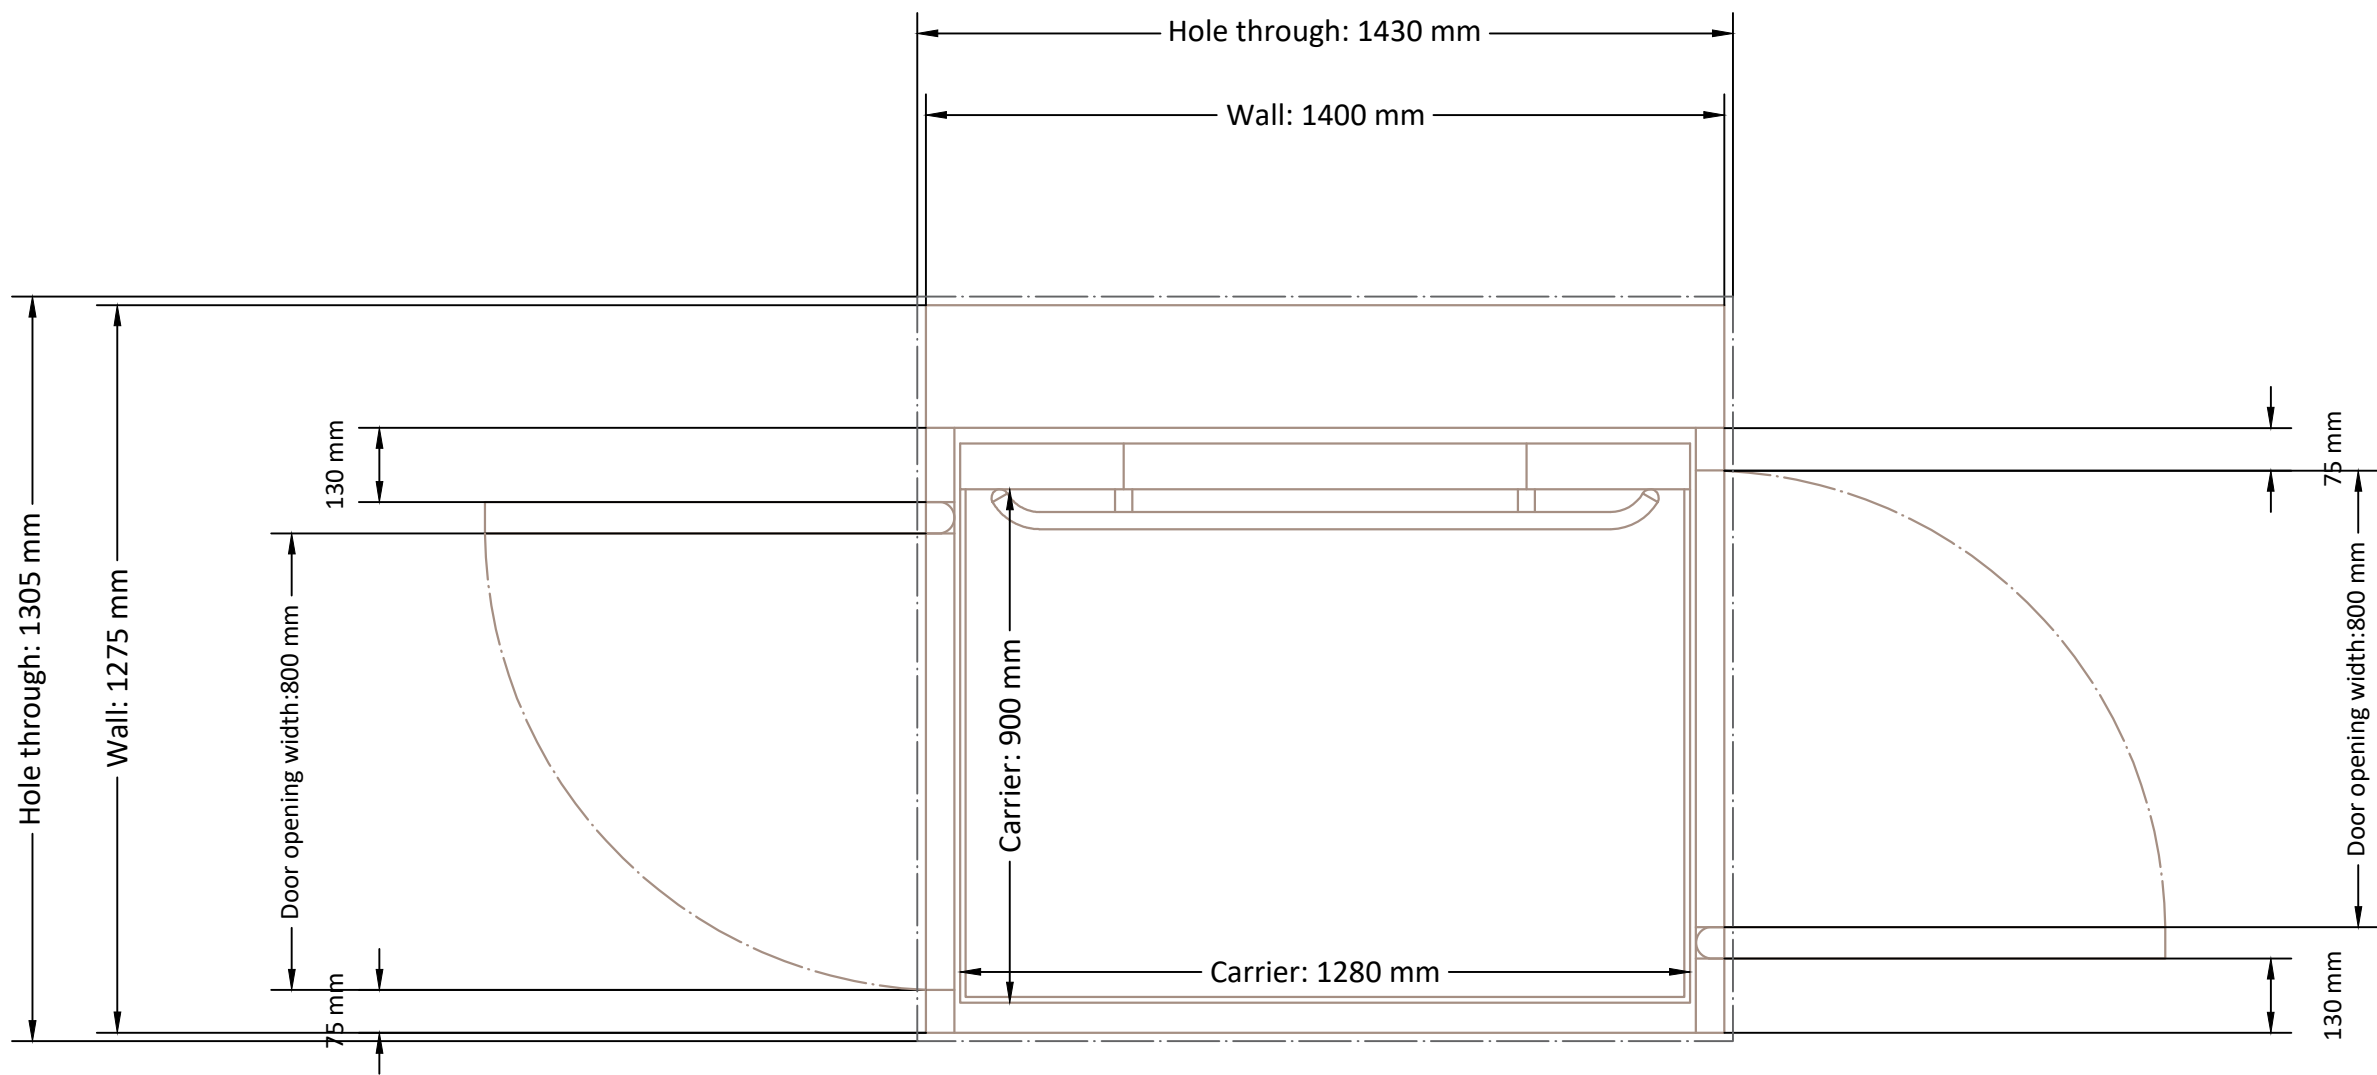 Hole through: 1430 mm
Wall: 1400 mm
Hole through: 1305 mm
Wall: 1275 mm
130 mm
Door opening width:800 mm
75 mm
Carrier: 900 mm
Carrier: 1280 mm
75 mm
Door opening width:800 mm
130 mm